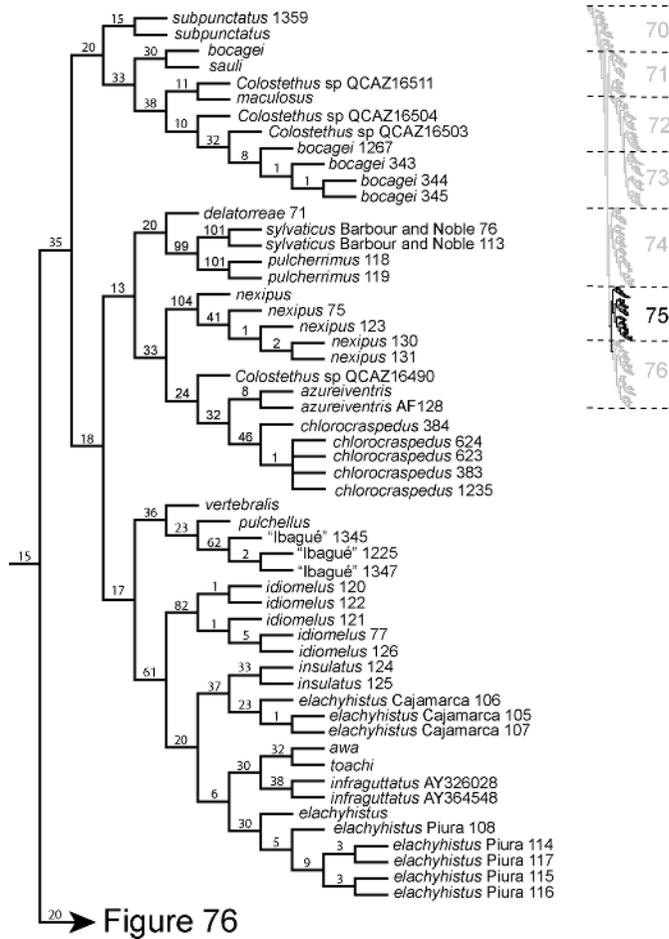 15
subpunctatus 1359
subpunctatus
20
30
bocagei
sauli
33
11
Colostethus sp QCAZ16511
maculosus
38
Colostethus sp QCAZ16504
10
Colostethus sp QCAZ16503
32
bocagei 1267
8
bocagei 343
1
bocagei 344
1
bocagei 345
35
delatorreae 71
20
101
sylvaticus Barbour and Noble 76
sylvaticus Barbour and Noble 113
99
101
pulcherrimus 118
pulcherrimus 119
13
nexipus
104
nexipus 75
41
nexipus 123
1
nexipus 130
2
nexipus 131
33
Colostethus sp QCAZ16490
24
8
azureiventris
azureiventris AF128
32
chlorocraspedus 384
46
chlorocraspedus 624
chlorocraspedus 623
1
chlorocraspedus 383
chlorocraspedus 1235
18
vertebralis
36
pulchellus
23
“Ibagué” 1345
62
“Ibagué” 1225
2
“Ibagué” 1347
15
17
1
idiomelus 120
idiomelus 122
82
idiomelus 121
1
idiomelus 77
5
idiomelus 126
61
33
insulatus 124
insulatus 125
37
elachyhistus Cajamarca 106
23
elachyhistus Cajamarca 105
1
elachyhistus Cajamarca 107
20
32
awa
toachi
30
38
infraguttatus AY326028
infraguttatus AY364548
6
elachyhistus
30
elachyhistus Piura 108
5
3
elachyhistus Piura 114
elachyhistus Piura 117
9
3
elachyhistus Piura 115
elachyhistus Piura 116
20
Figure 76
70
71
72
73
74
75
76